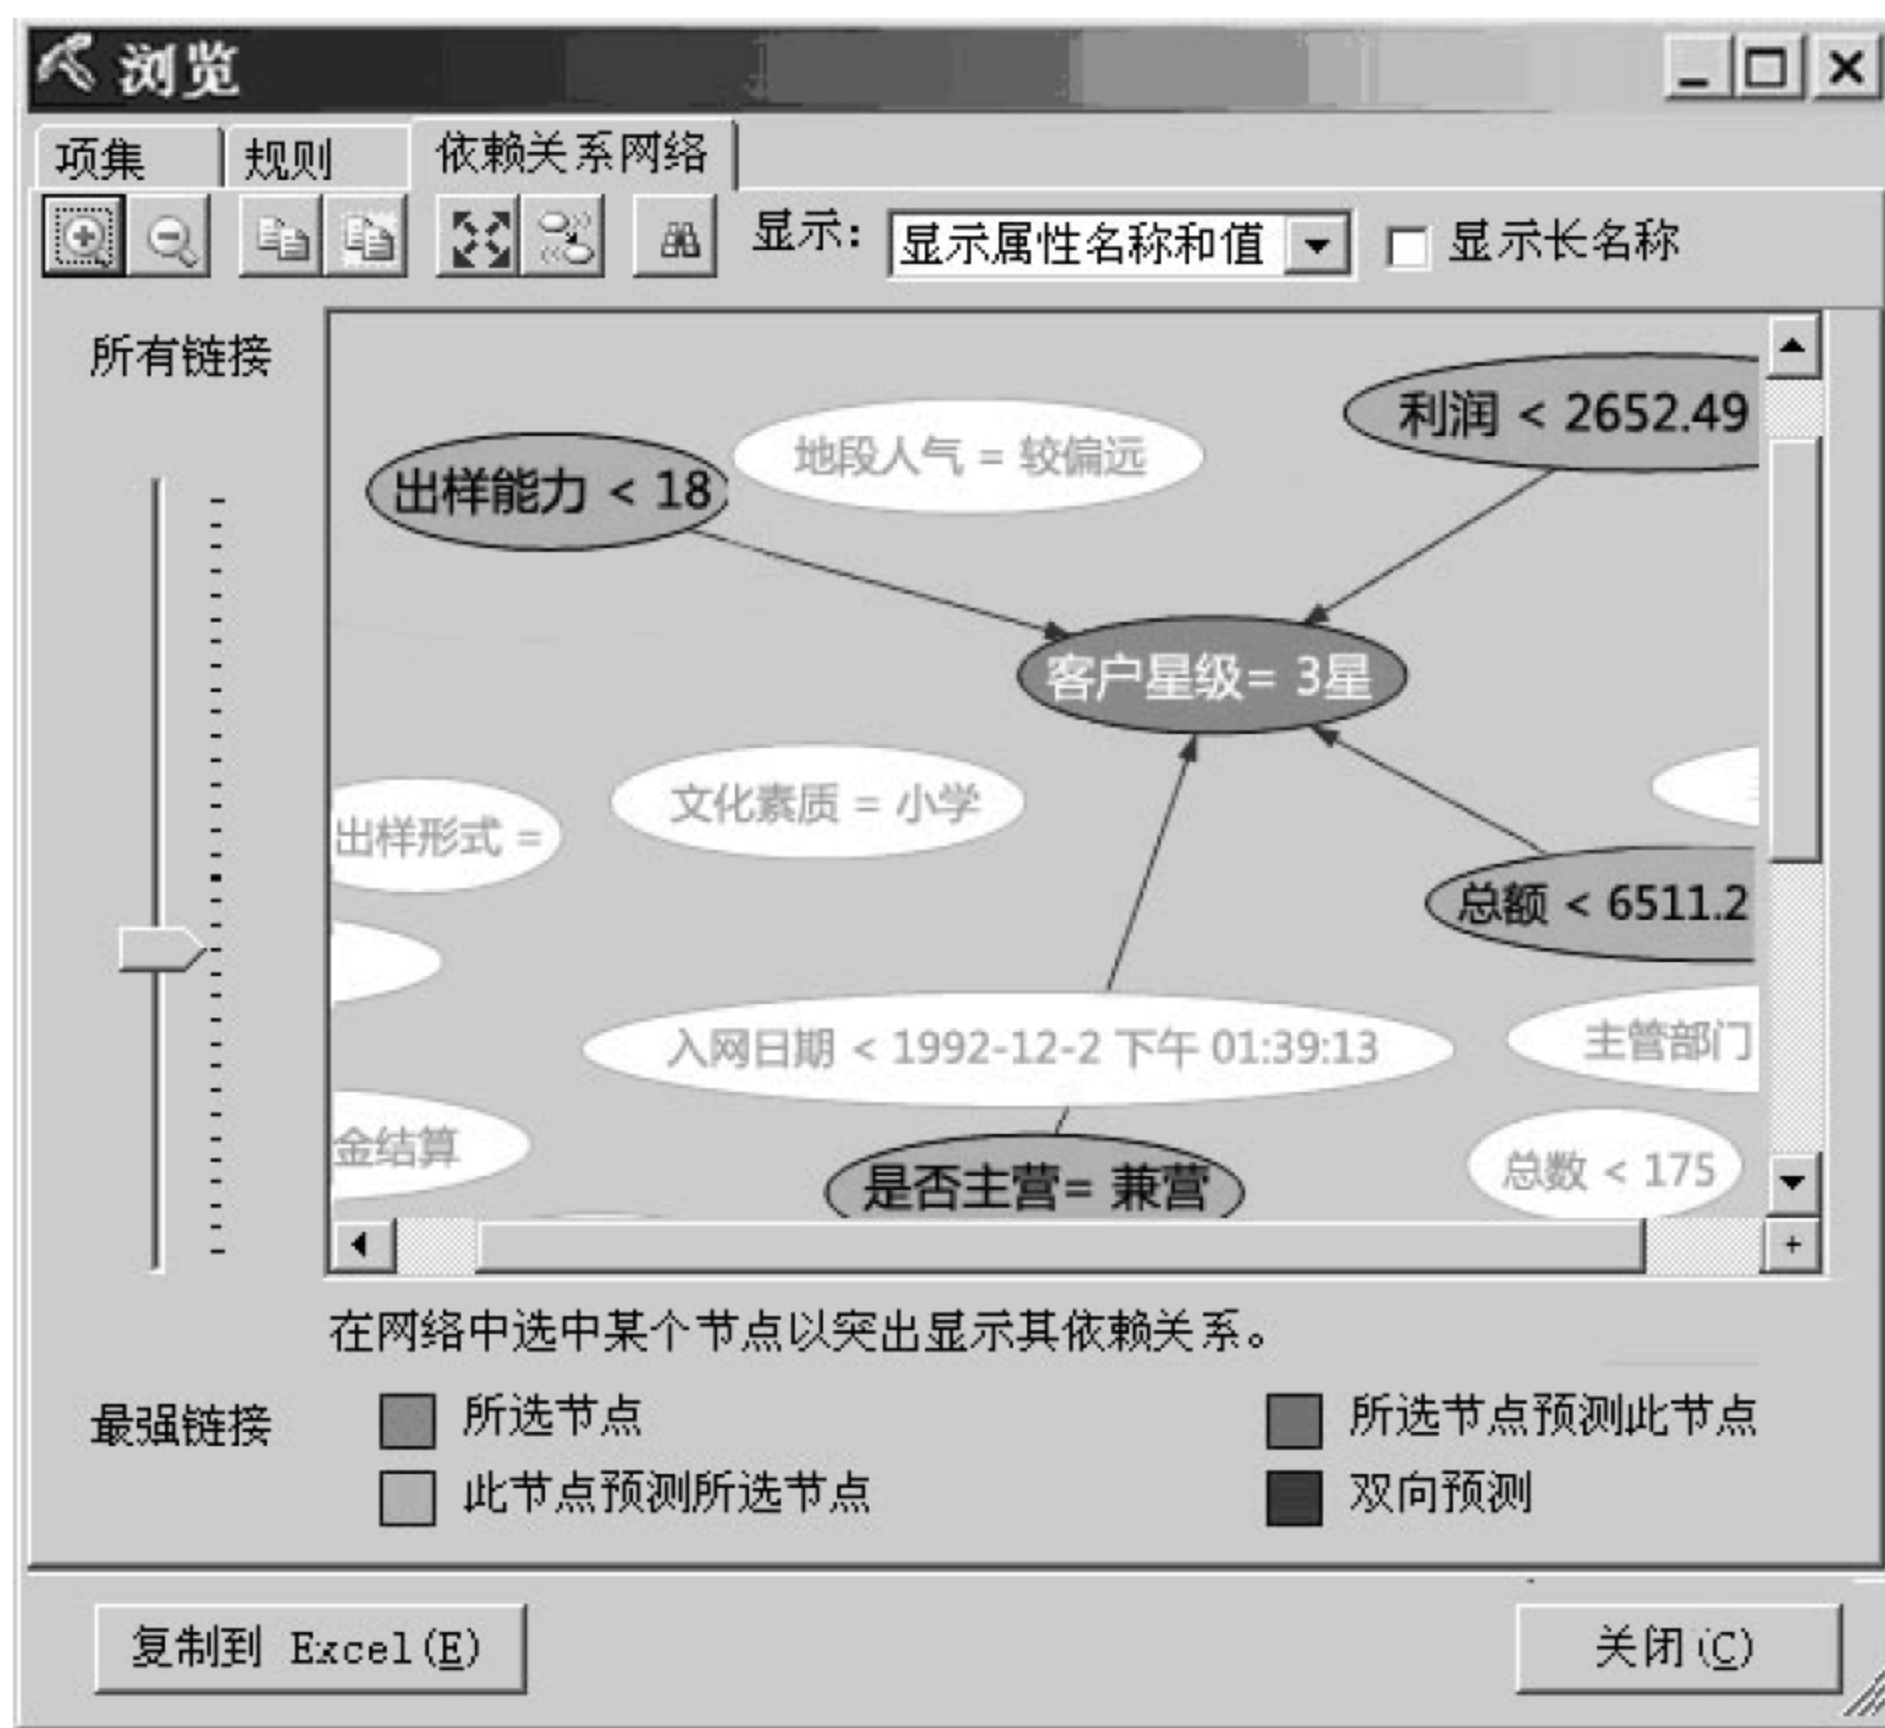 浏览
项集 规则 依赖关系网络
显示: 显示属性名称和值 显示长名称
所有链接
利润 < 2652.49
地段人气 = 较偏远
出样能力 < 18
客户星级= 3星
文化素质 = 小学
出样形式 =
总额 < 6511.2
入网日期 < 1992-12-2 下午 01:39:13
主管部门
金结算
总数 < 175
是否主营= 兼营
在网络中选中某个节点以突出显示其依赖关系。
最强链接
所选节点 所选节点预测此节点
此节点预测所选节点 双向预测
复制到 Excel(E) 关闭(C)